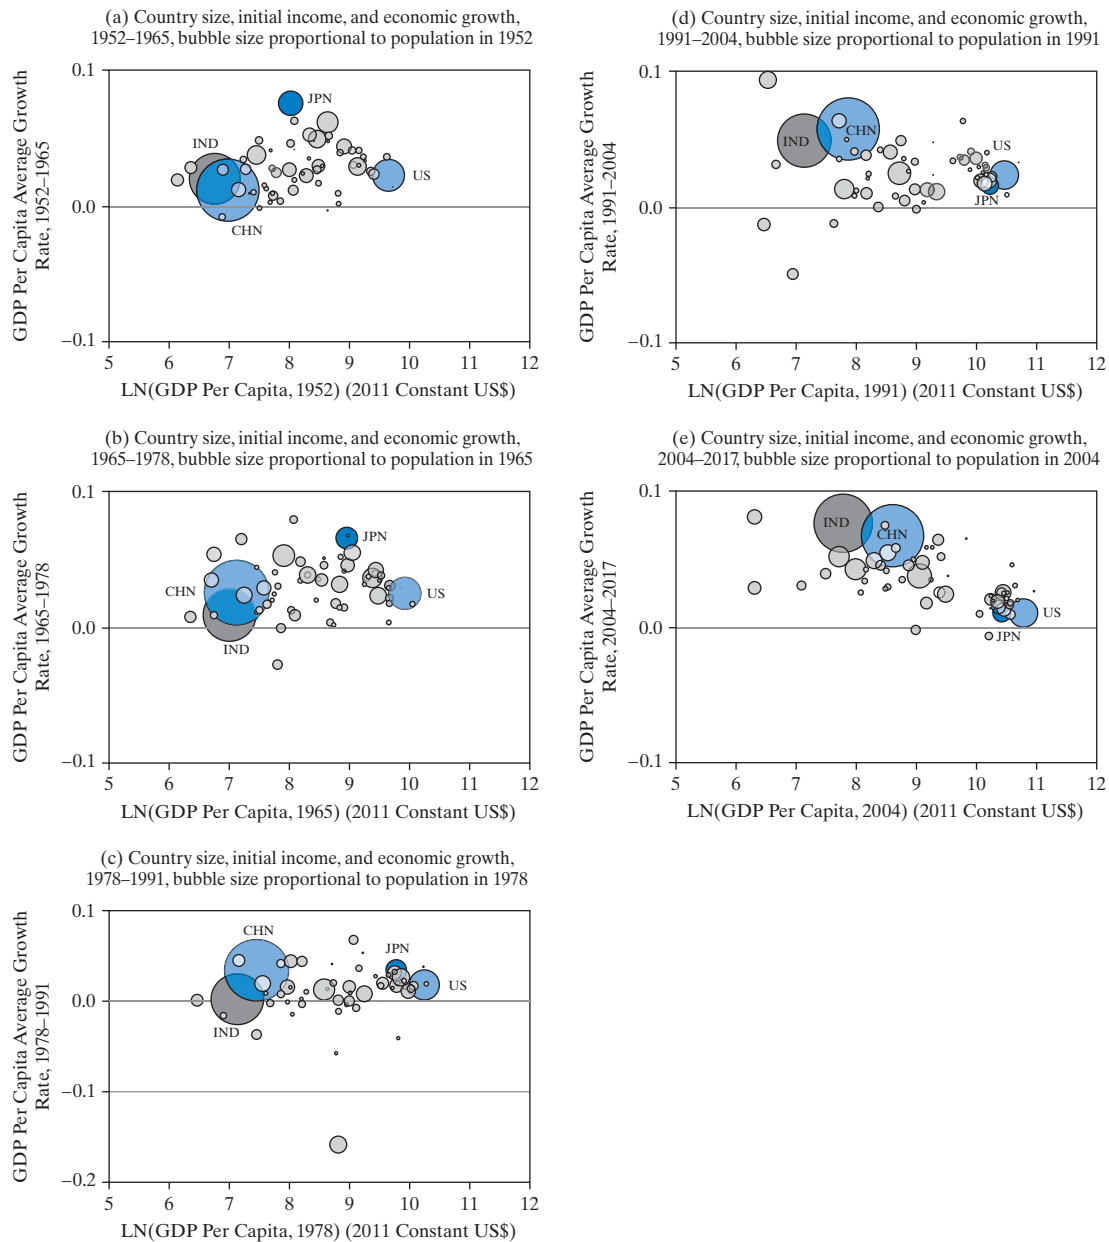 (a) Country size, initial income, and economic growth,
1952–1965, bubble size proportional to population in 1952
GDP Per Capita Average Growth
Rate, 1952–1965
0.1
0.0
–0.1
JPN
IND
US
CHN
5 6 7 8 9 10 11 12
LN(GDP Per Capita, 1952) (2011 Constant US$)
(b) Country size, initial income, and economic growth,
1965–1978, bubble size proportional to population in 1965
GDP Per Capita Average Growth
Rate, 1965–1978
0.1
0.0
–0.1
JPN
CHN
US
IND
5 6 7 8 9 10 11 12
LN(GDP Per Capita, 1965) (2011 Constant US$)
(c) Country size, initial income, and economic growth,
1978–1991, bubble size proportional to population in 1978
GDP Per Capita Average Growth
Rate, 1978–1991
0.1
0.0
–0.1
–0.2
CHN
JPN
US
IND
5 6 7 8 9 10 11 12
LN(GDP Per Capita, 1978) (2011 Constant US$)
(d) Country size, initial income, and economic growth,
1991–2004, bubble size proportional to population in 1991
GDP Per Capita Average Growth
Rate, 1991–2004
0.1
0.0
–0.1
IND
CHN
US
JPN
5 6 7 8 9 10 11 12
LN(GDP Per Capita, 1991) (2011 Constant US$)
(e) Country size, initial income, and economic growth,
2004–2017, bubble size proportional to population in 2004
GDP Per Capita Average Growth
Rate, 2004–2017
0.1
0.0
–0.1
IND
CHN
US
JPN
5 6 7 8 9 10 11 12
LN(GDP Per Capita, 2004) (2011 Constant US$)